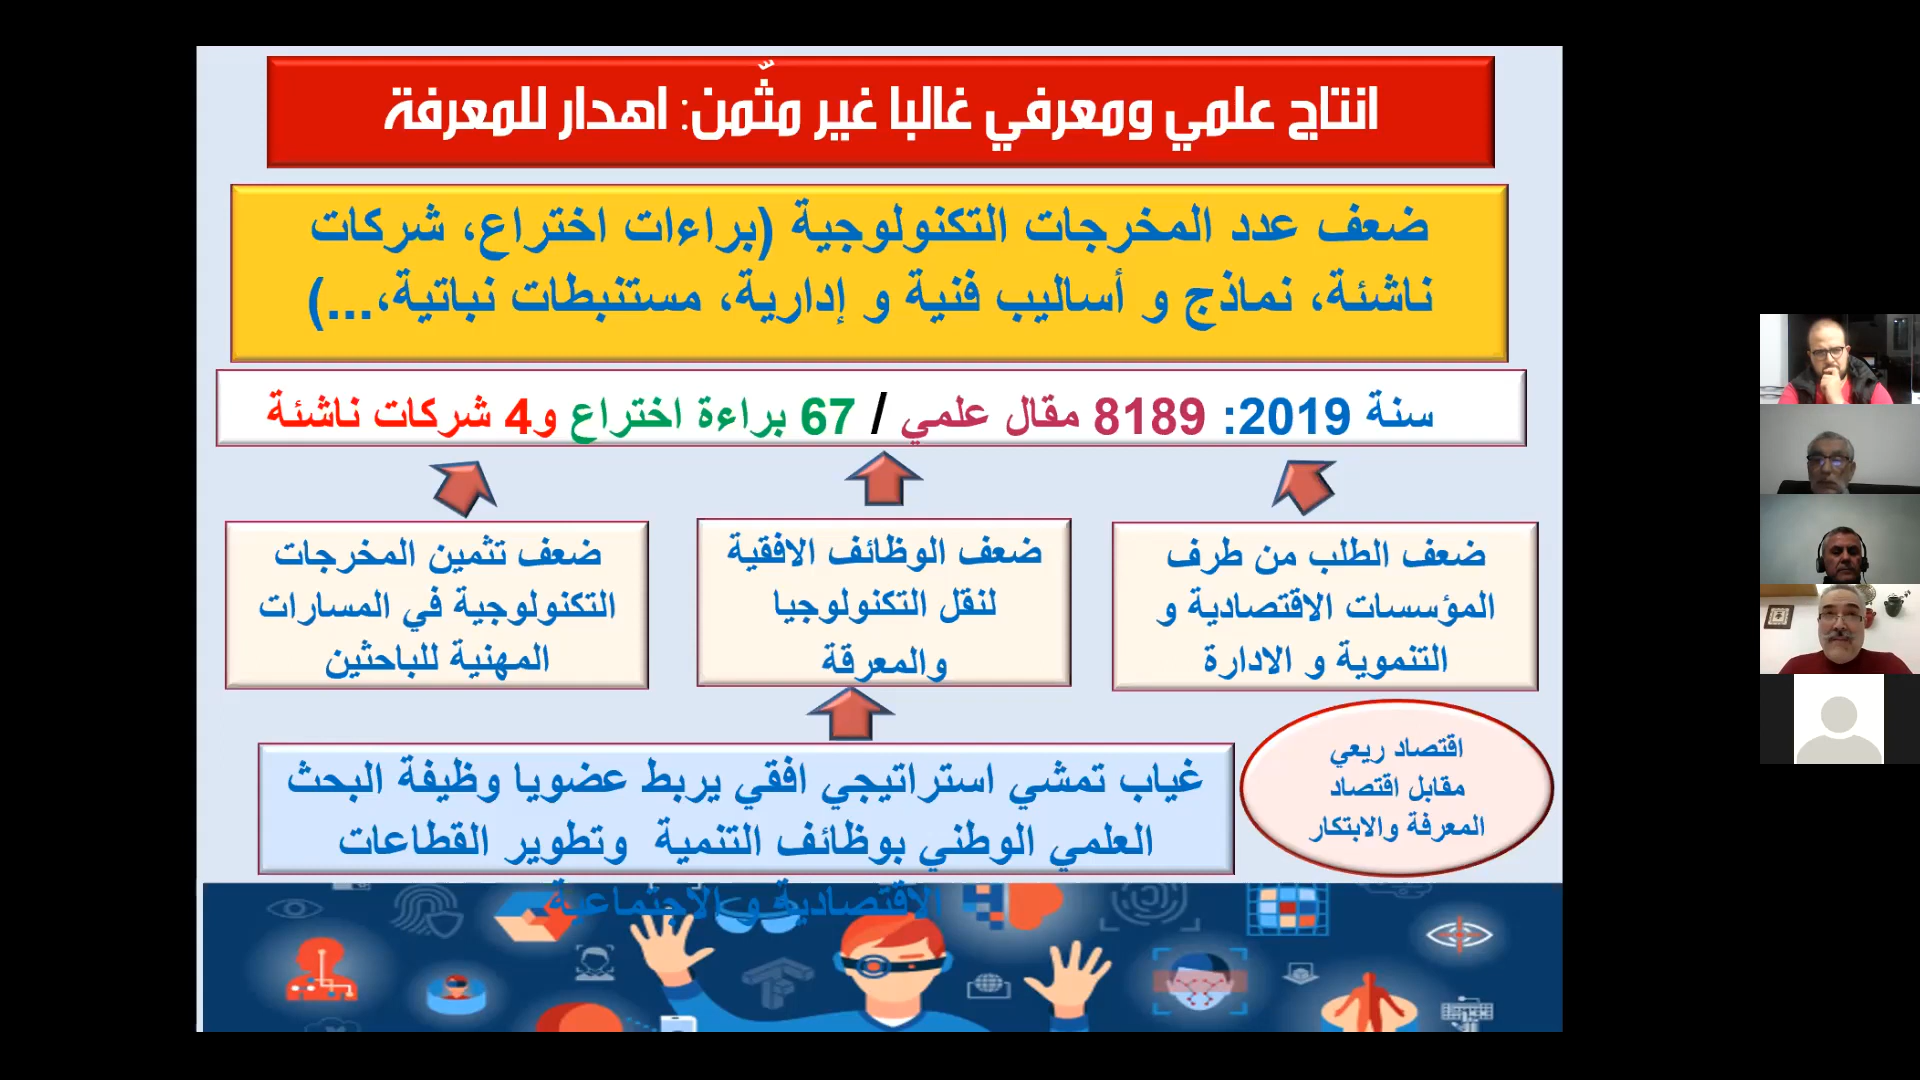 انتاج علمي ومعرفي غالبا غير مثّمن: اهدار للمعرفة
ضعف عدد المخرجات التكنولوجية (براءات اختراع، شركات
ناشئة، نماذج و أساليب فنية و إدارية، مستنبطات نباتية،...)
سنة 2019: 8189 مقال علمي / 67 براءة اختراع و4 شركات ناشئة
ضعف الطلب من طرف
المؤسسات الاقتصادية و
التنموية و الادارة
ضعف الوظائف الافقية
لنقل التكنولوجيا
والمعرقة
ضعف تثمين المخرجات
التكنولوجية في المسارات
المهنية للباحثين
اقتصاد ريعي
مقابل اقتصاد
المعرفة والابتكار
غياب تمشي استراتيجي افقي يربط عضويا وظيفة البحث
العلمي الوطني بوظائف التنمية وتطوير القطاعات
الاقتصادية و الاجتماعية